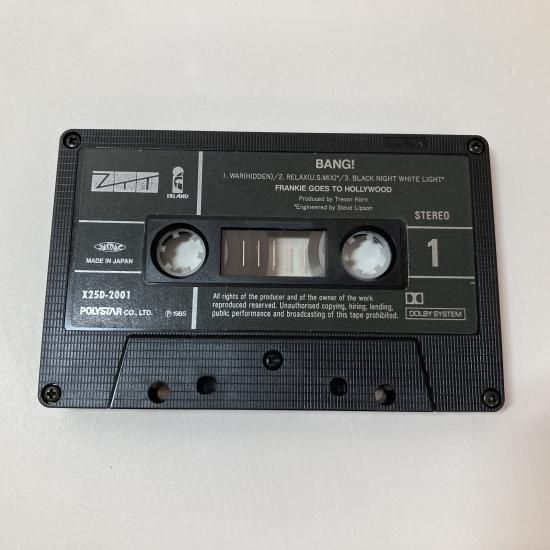 BANG!
1. WAR(HIDDEN)/2. RELAX(U.S.MIX)*/3. BLACK NIGHT WHITE LIGHT*
FRANKIE GOES TO HOLLYWOOD
Produced by Trevor Horn
*Engineered by Steve Lipson
ZTT
ISLAND
STEREO
1
JASRAC
MADE IN JAPAN
X25D-2001
POLYSTAR CO., LTD.
℗1985
All rights of the producer and of the owner of the work
reproduced reserved. Unauthorised copying, hiring, lending,
public performance and broadcasting of this tape prohibited.
DOLBY SYSTEM